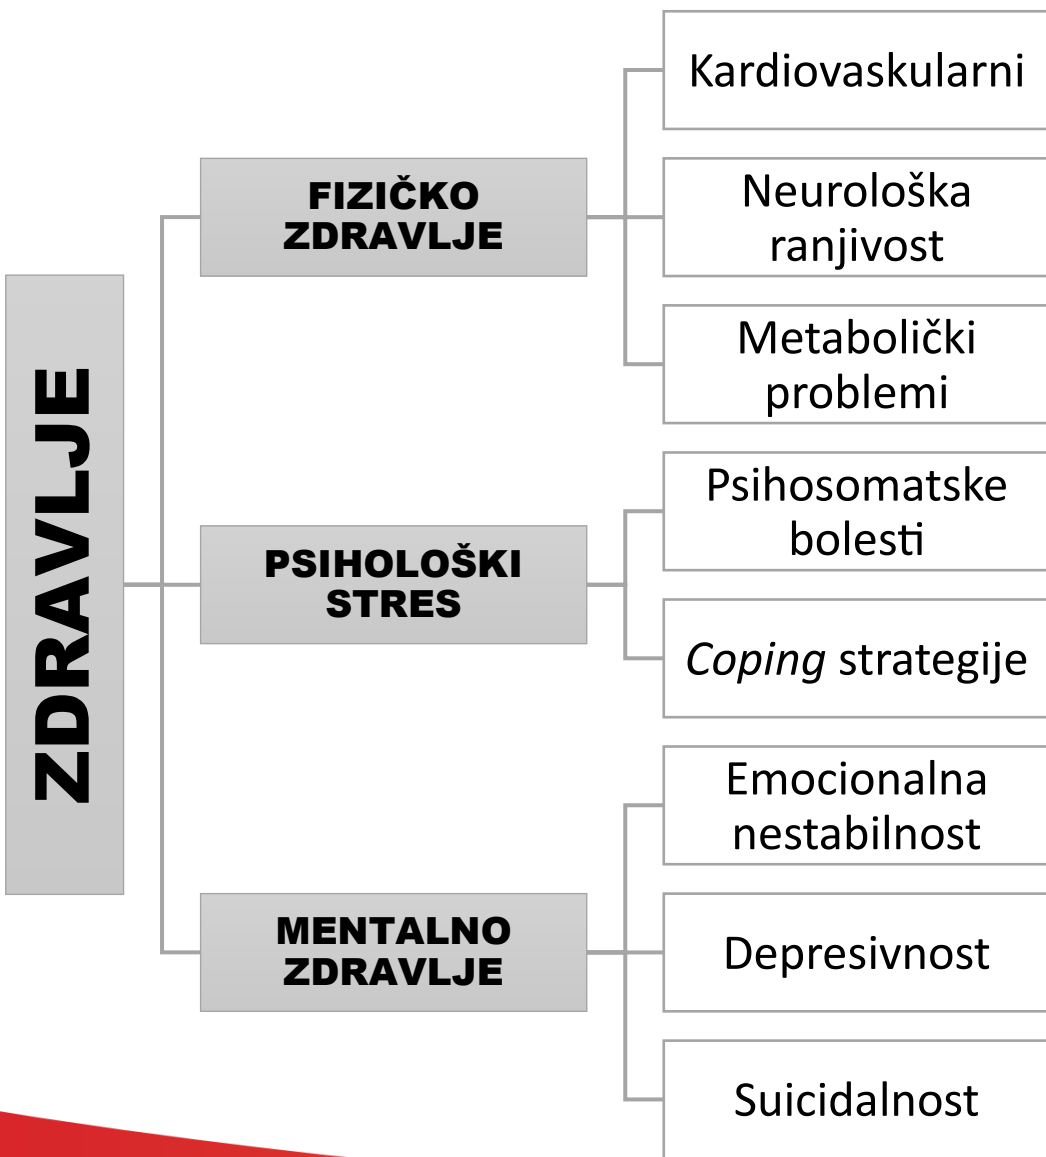 ZDRAVLJE
FIZIČKO
ZDRAVLJE
Kardiovaskularni
Neurološka
ranjivost
Metabolički
problemi
PSIHOLOŠKI
STRES
Psihosomatske
bolesti
Coping strategije
MENTALNO
ZDRAVLJE
Emocionalna
nestabilnost
Depresivnost
Suicidalnost